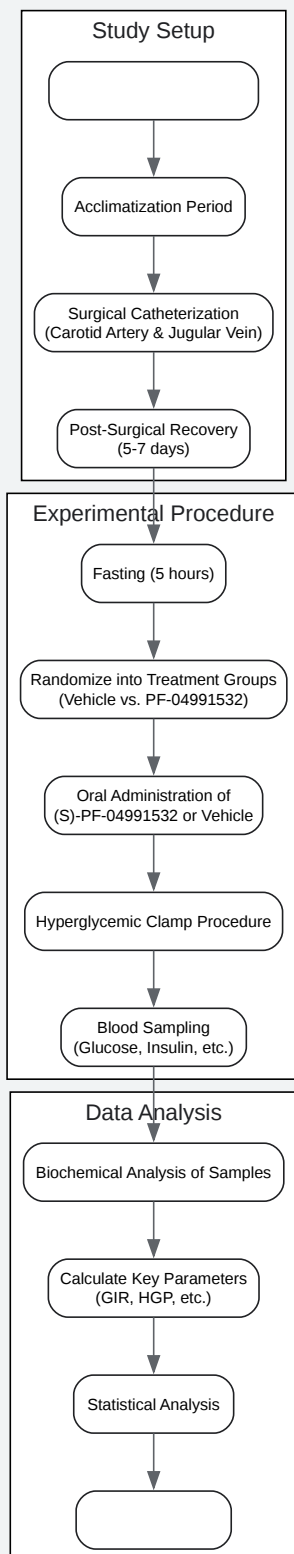 Study Setup
Acclimatization Period
Surgical Catheterization
(Carotid Artery & Jugular Vein)
Post-Surgical Recovery
(5-7 days)
Experimental Procedure
Fasting (5 hours)
Randomize into Treatment Groups
(Vehicle vs. PF-04991532)
Oral Administration of
(S)-PF-04991532 or Vehicle
Hyperglycemic Clamp Procedure
Blood Sampling
(Glucose, Insulin, etc.)
Data Analysis
Biochemical Analysis of Samples
Calculate Key Parameters
(GIR, HGP, etc.)
Statistical Analysis